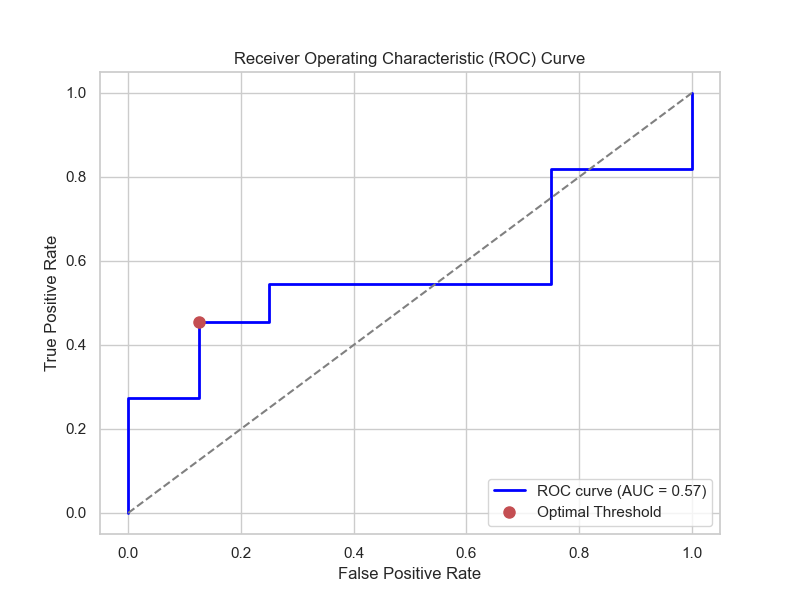 Receiver Operating Characteristic (ROC) Curve
True Positive Rate
1.0
0.8
0.6
0.4
0.2
0.0
0.0 0.2 0.4 0.6 0.8 1.0
False Positive Rate
ROC curve (AUC = 0.57)
Optimal Threshold